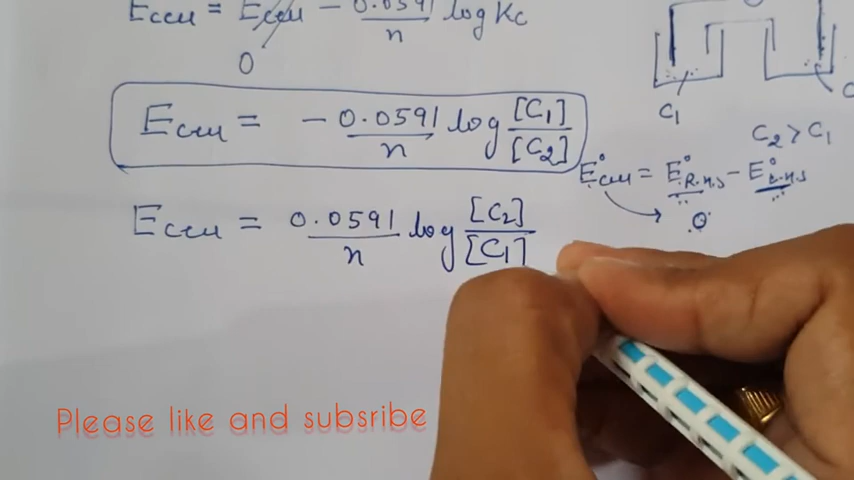 Ecell = E°cell - 0.0591/n log Kc
0
Ecell = - 0.0591/n log [C1]/[C2]
C1
C2 > C1
E°cell = E°R.H.S - E°L.H.S
0
Ecell = 0.0591/n log [C2]/[C1]
Please like and subsribe